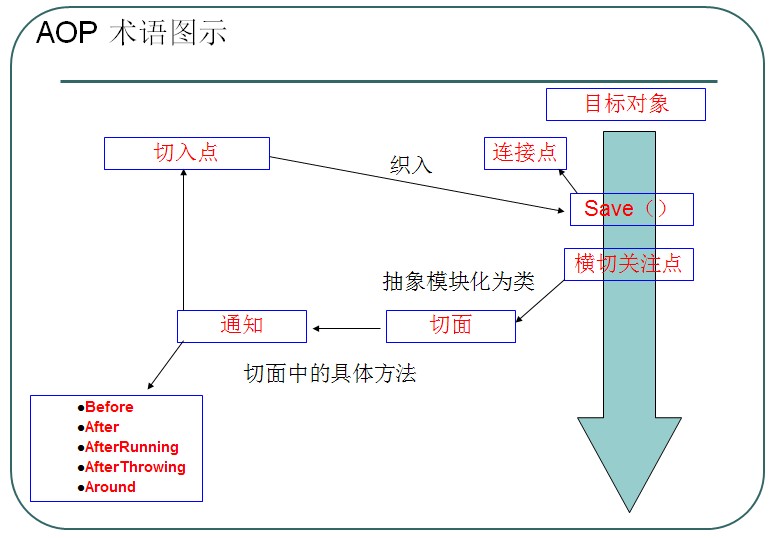 AOP 术语图示
目标对象
切入点
连接点
织入
Save（）
横切关注点
抽象模块化为类
通知
切面
切面中的具体方法
●Before
●After
●AfterRunning
●AfterThrowing
●Around